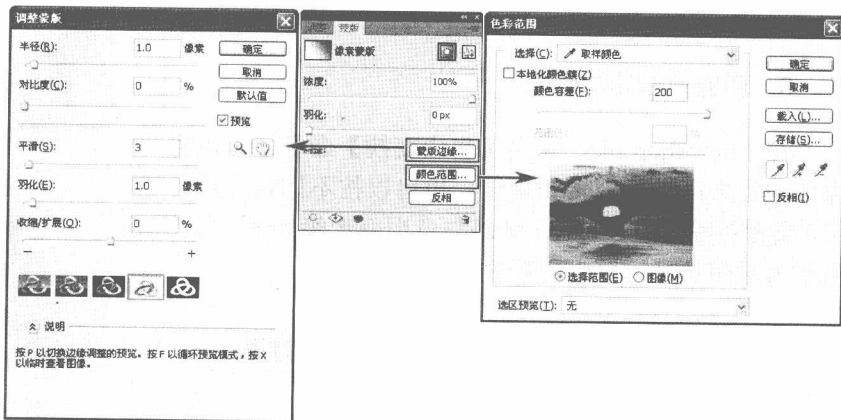 调整蒙版
半径(R): 1.0 像素
确定
取消
对比度(C): 0 %
默认值
预览
平滑(S): 3
羽化(E): 1.0 像素
收缩/扩展(O): 0 %
− +
说明
按 P 以切换边缘调整的预览。按 F 以循环预览模式，按 X
以临时查看图像。
蒙版
像素蒙版
浓度: 100%
羽化: 0 px
蒙版边缘...
颜色范围...
反相
色彩范围
选择(C): 取样颜色
确定
本地化颜色簇(Z)
取消
颜色容差(F): 200
载入(L)...
存储(S)...
%
反相(I)
选择范围(E) 图像(M)
选区预览(T): 无